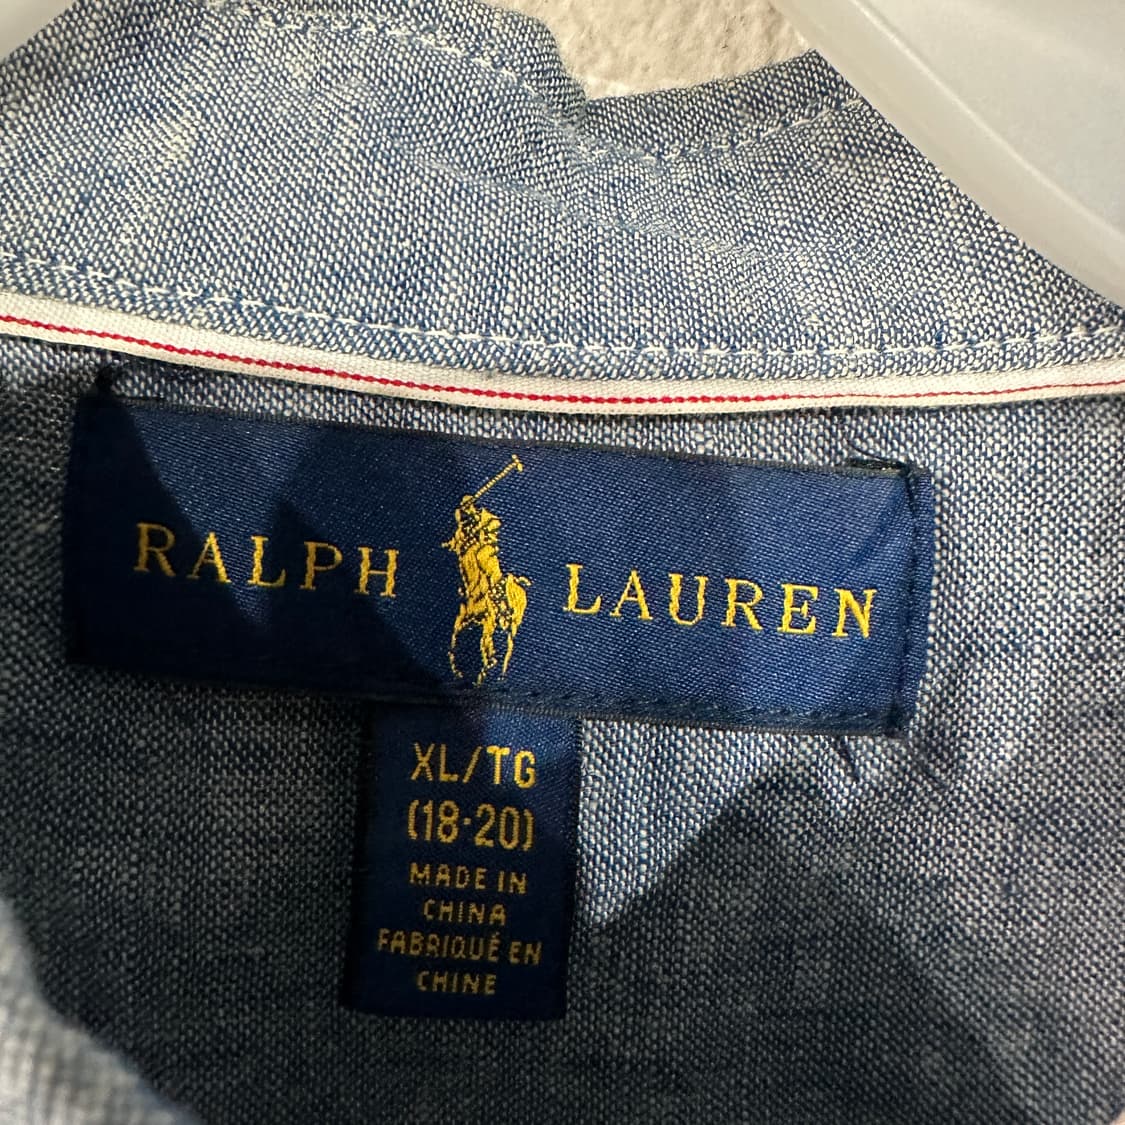 RALPH LAUREN
XL/TG
(18-20)
MADE IN
CHINA
FABRIQUÉ EN
CHINE